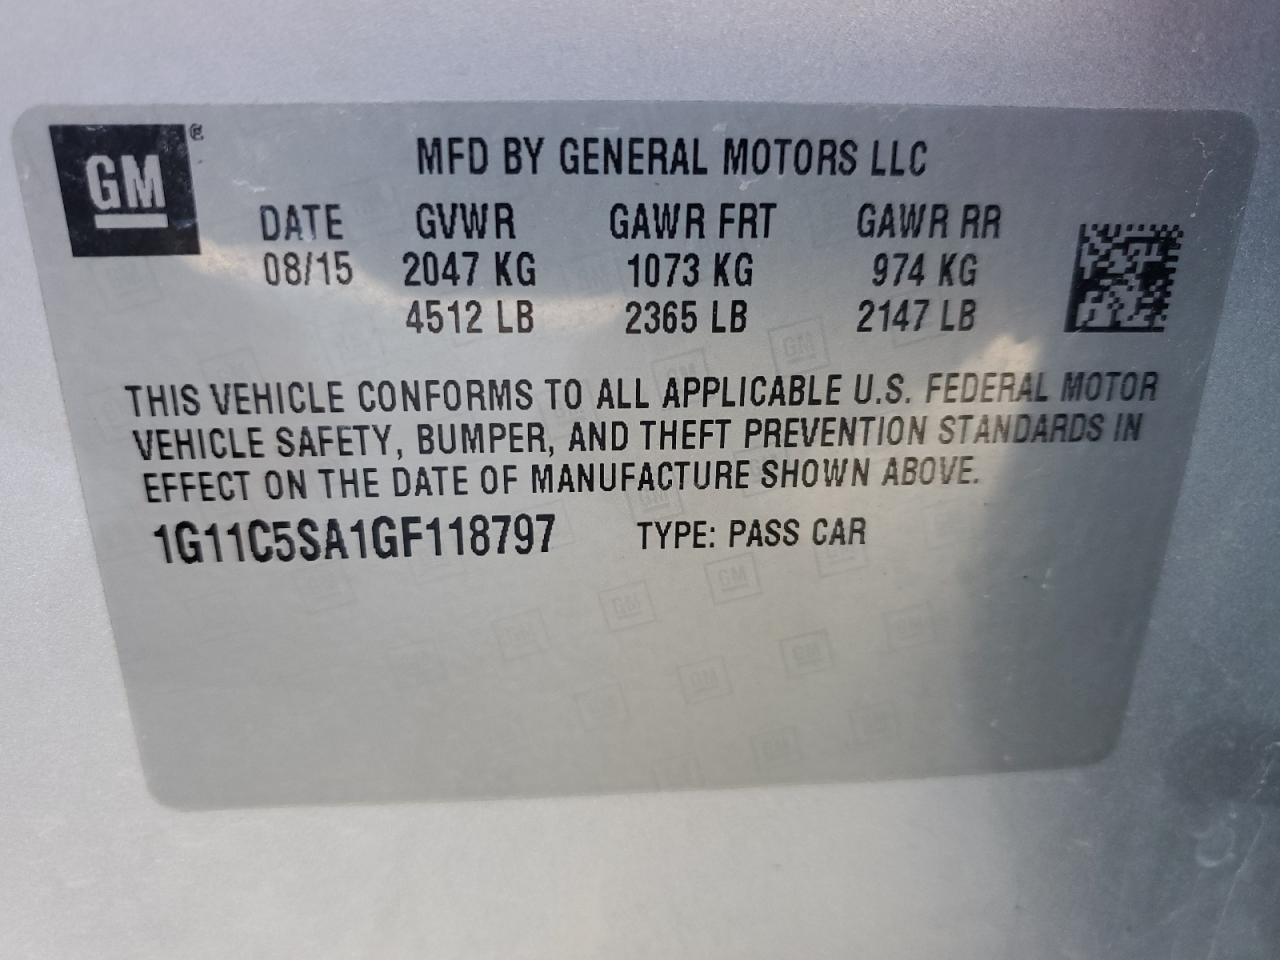 GM®
MFD BY GENERAL MOTORS LLC
DATE GVWR GAWR FRT GAWR RR
08/15 2047 KG 1073 KG 974 KG
4512 LB 2365 LB 2147 LB
THIS VEHICLE CONFORMS TO ALL APPLICABLE U.S. FEDERAL MOTOR
VEHICLE SAFETY, BUMPER, AND THEFT PREVENTION STANDARDS IN
EFFECT ON THE DATE OF MANUFACTURE SHOWN ABOVE.
1G11C5SA1GF118797 TYPE: PASS CAR